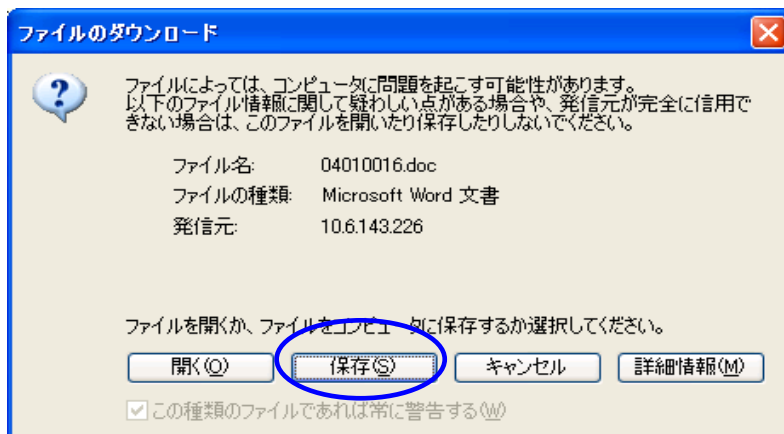 ファイルのダウンロード
ファイルによっては、コンピュータに問題を起こす可能性があります。
以下のファイル情報に関して疑わしい点がある場合や、発信元が完全に信用で
きない場合は、このファイルを開いたり保存したりしないでください。
ファイル名: 04010016.doc
ファイルの種類: Microsoft Word 文書
発信元: 10.6.143.226
ファイルを開くか、ファイルをコンピュータに保存するか選択してください。
開く(O) 保存(S) キャンセル 詳細情報(M)
この種類のファイルであれば常に警告する(W)